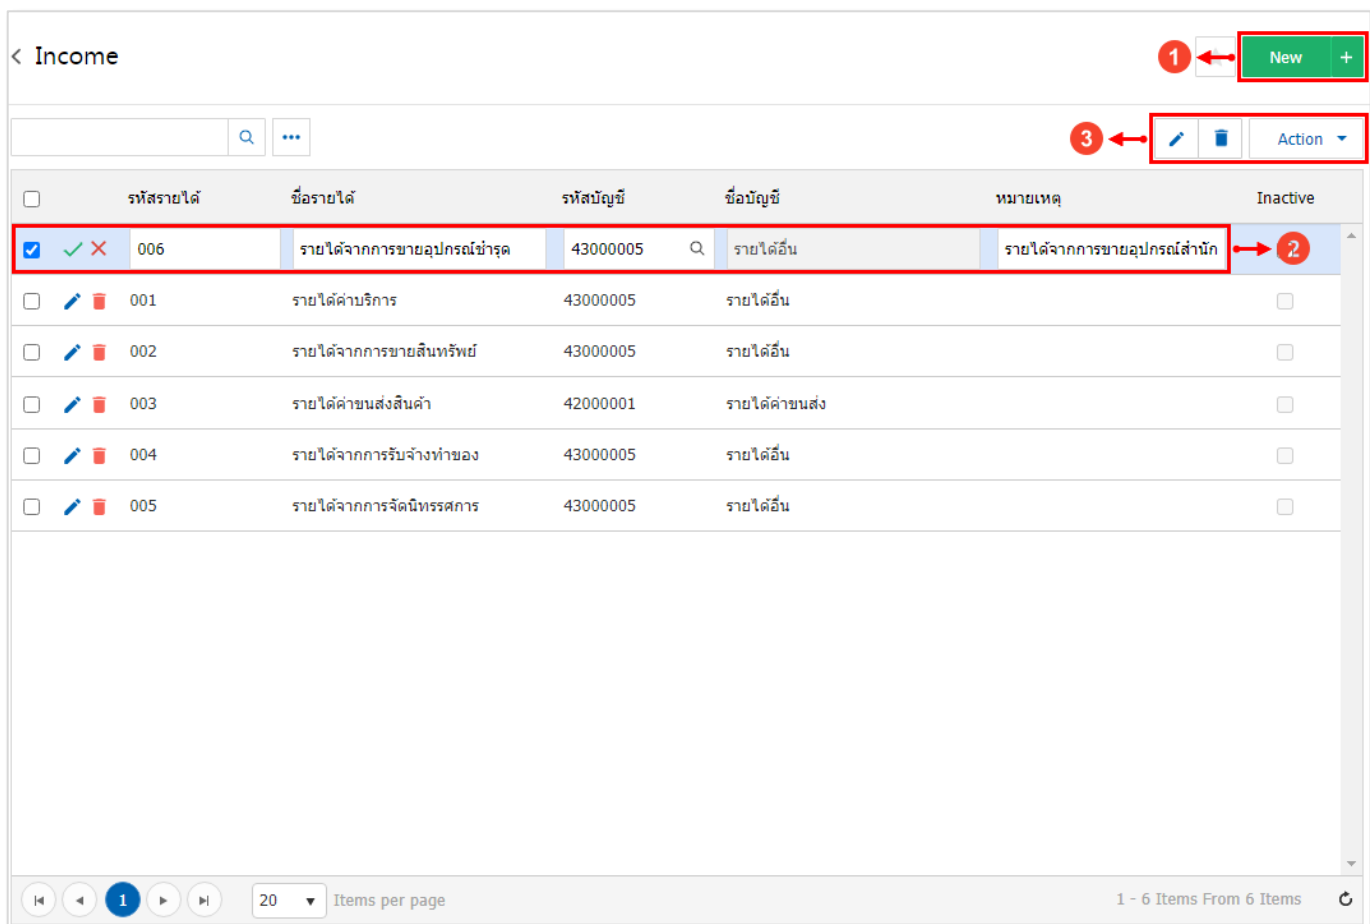 Income
1
New +
3
Action
รหัสรายได้ ชื่อรายได้ รหัสบัญชี ชื่อบัญชี หมายเหตุ Inactive
006 รายได้จากการขายอุปกรณ์ชำรุด 43000005 รายได้อื่น รายได้จากการขายอุปกรณ์สำนัก 2
001 รายได้ค่าบริการ 43000005 รายได้อื่น
002 รายได้จากการขายสินทรัพย์ 43000005 รายได้อื่น
003 รายได้ค่าขนส่งสินค้า 42000001 รายได้ค่าขนส่ง
004 รายได้จากการรับจ้างทำของ 43000005 รายได้อื่น
005 รายได้จากการจัดนิทรรศการ 43000005 รายได้อื่น
1 20 Items per page 1 - 6 Items From 6 Items